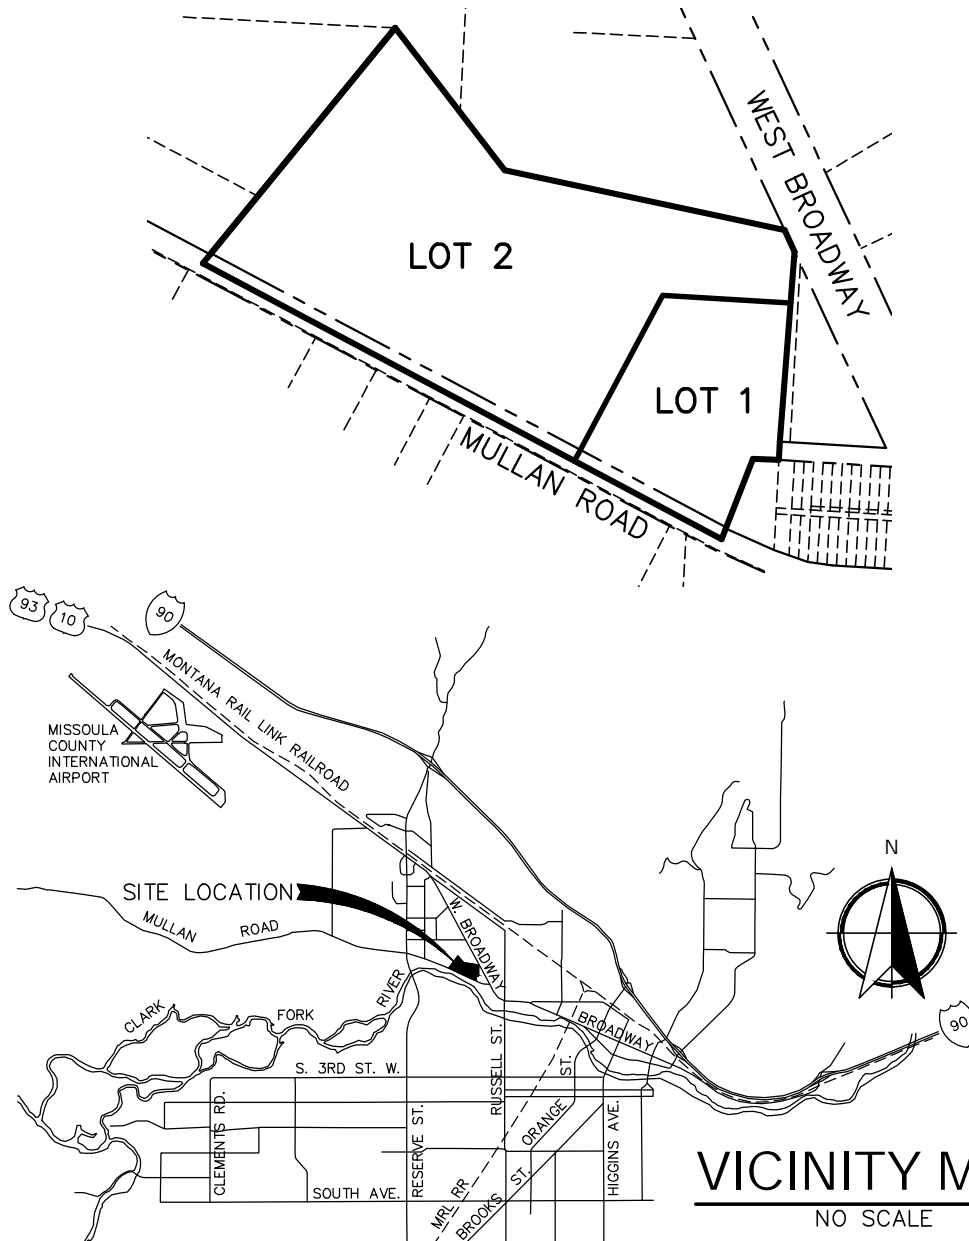 WEST BROADWAY
LOT 2
LOT 1
MULLAN ROAD
93
10
90
MONTANA RAIL LINK RAILROAD
MISSOULA
COUNTY
INTERNATIONAL
AIRPORT
N
SITE LOCATION
MULLAN ROAD
W. BROADWAY
CLARK FORK RIVER
BROADWAY
90
S. 3RD ST. W.
RUSSELL ST.
ORANGE ST.
CLEMENTS RD.
RESERVE ST.
HIGGINS AVE.
SOUTH AVE.
MRL RR
BROOKS ST.
VICINITY M
NO SCALE